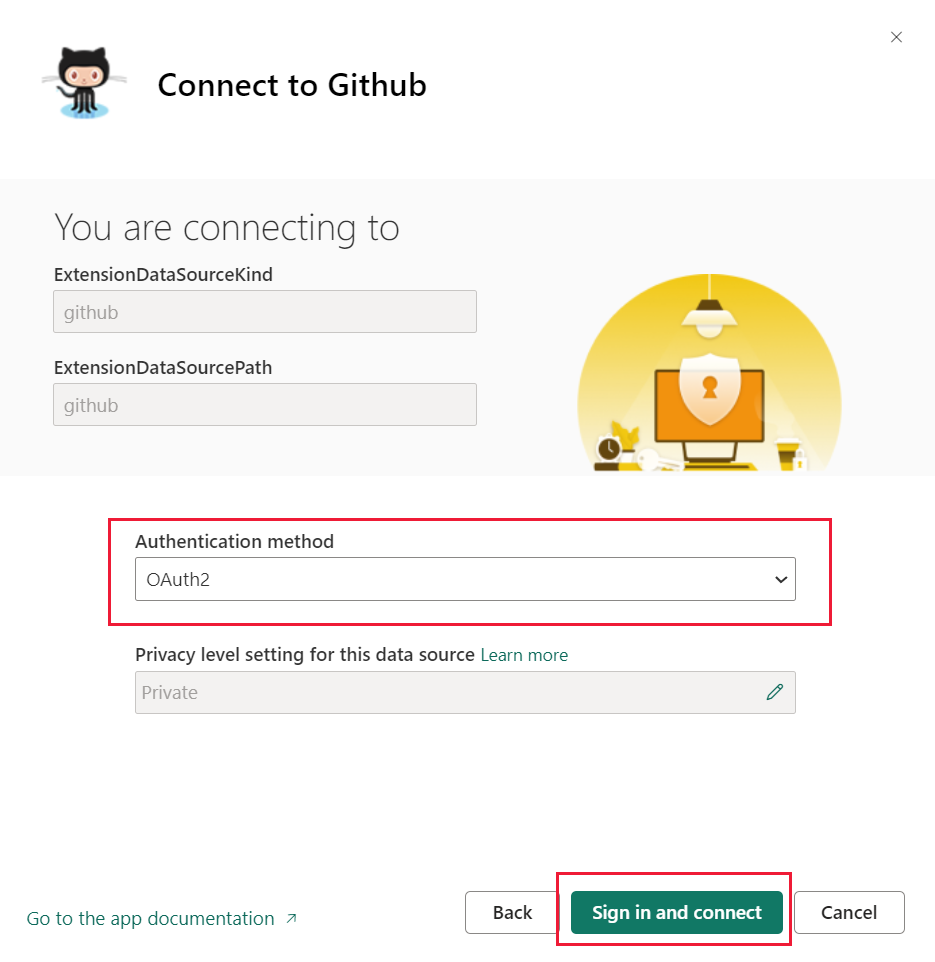 Connect to Github
You are connecting to
ExtensionDataSourceKind
github
ExtensionDataSourcePath
github
Authentication method
OAuth2
Privacy level setting for this data source Learn more
Private
Go to the app documentation
Back
Sign in and connect
Cancel